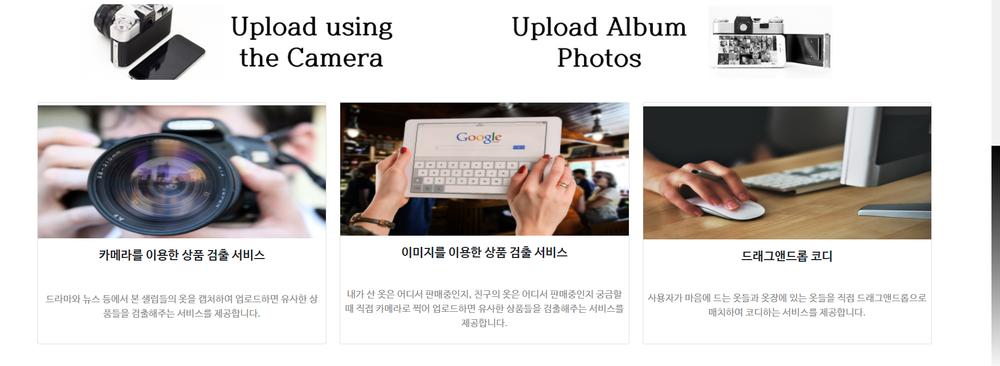 Upload using
the Camera
Upload Album
Photos
28-210mm
JAPAN
AF
Google
Q W E R T Y U I O
A S D F G H J K
Z X C V B N M
카메라를 이용한 상품 검출 서비스
드라마와 뉴스 등에서 본 샐럽들의 옷을 캡처하여 업로드하면 유사한 상
품들을 검출해주는 서비스를 제공합니다.
이미지를 이용한 상품 검출 서비스
내가 산 옷은 어디서 판매중인지, 친구의 옷은 어디서 판매중인지 궁금할
때 직접 카메라로 찍어 업로드하면 유사한 상품들을 검출해주는 서비스를
제공합니다.
드래그앤드롭 코디
사용자가 마음에 드는 옷들과 옷장에 있는 옷들을 직접 드래그앤드롭으로
매치하여 코디하는 서비스를 제공합니다.